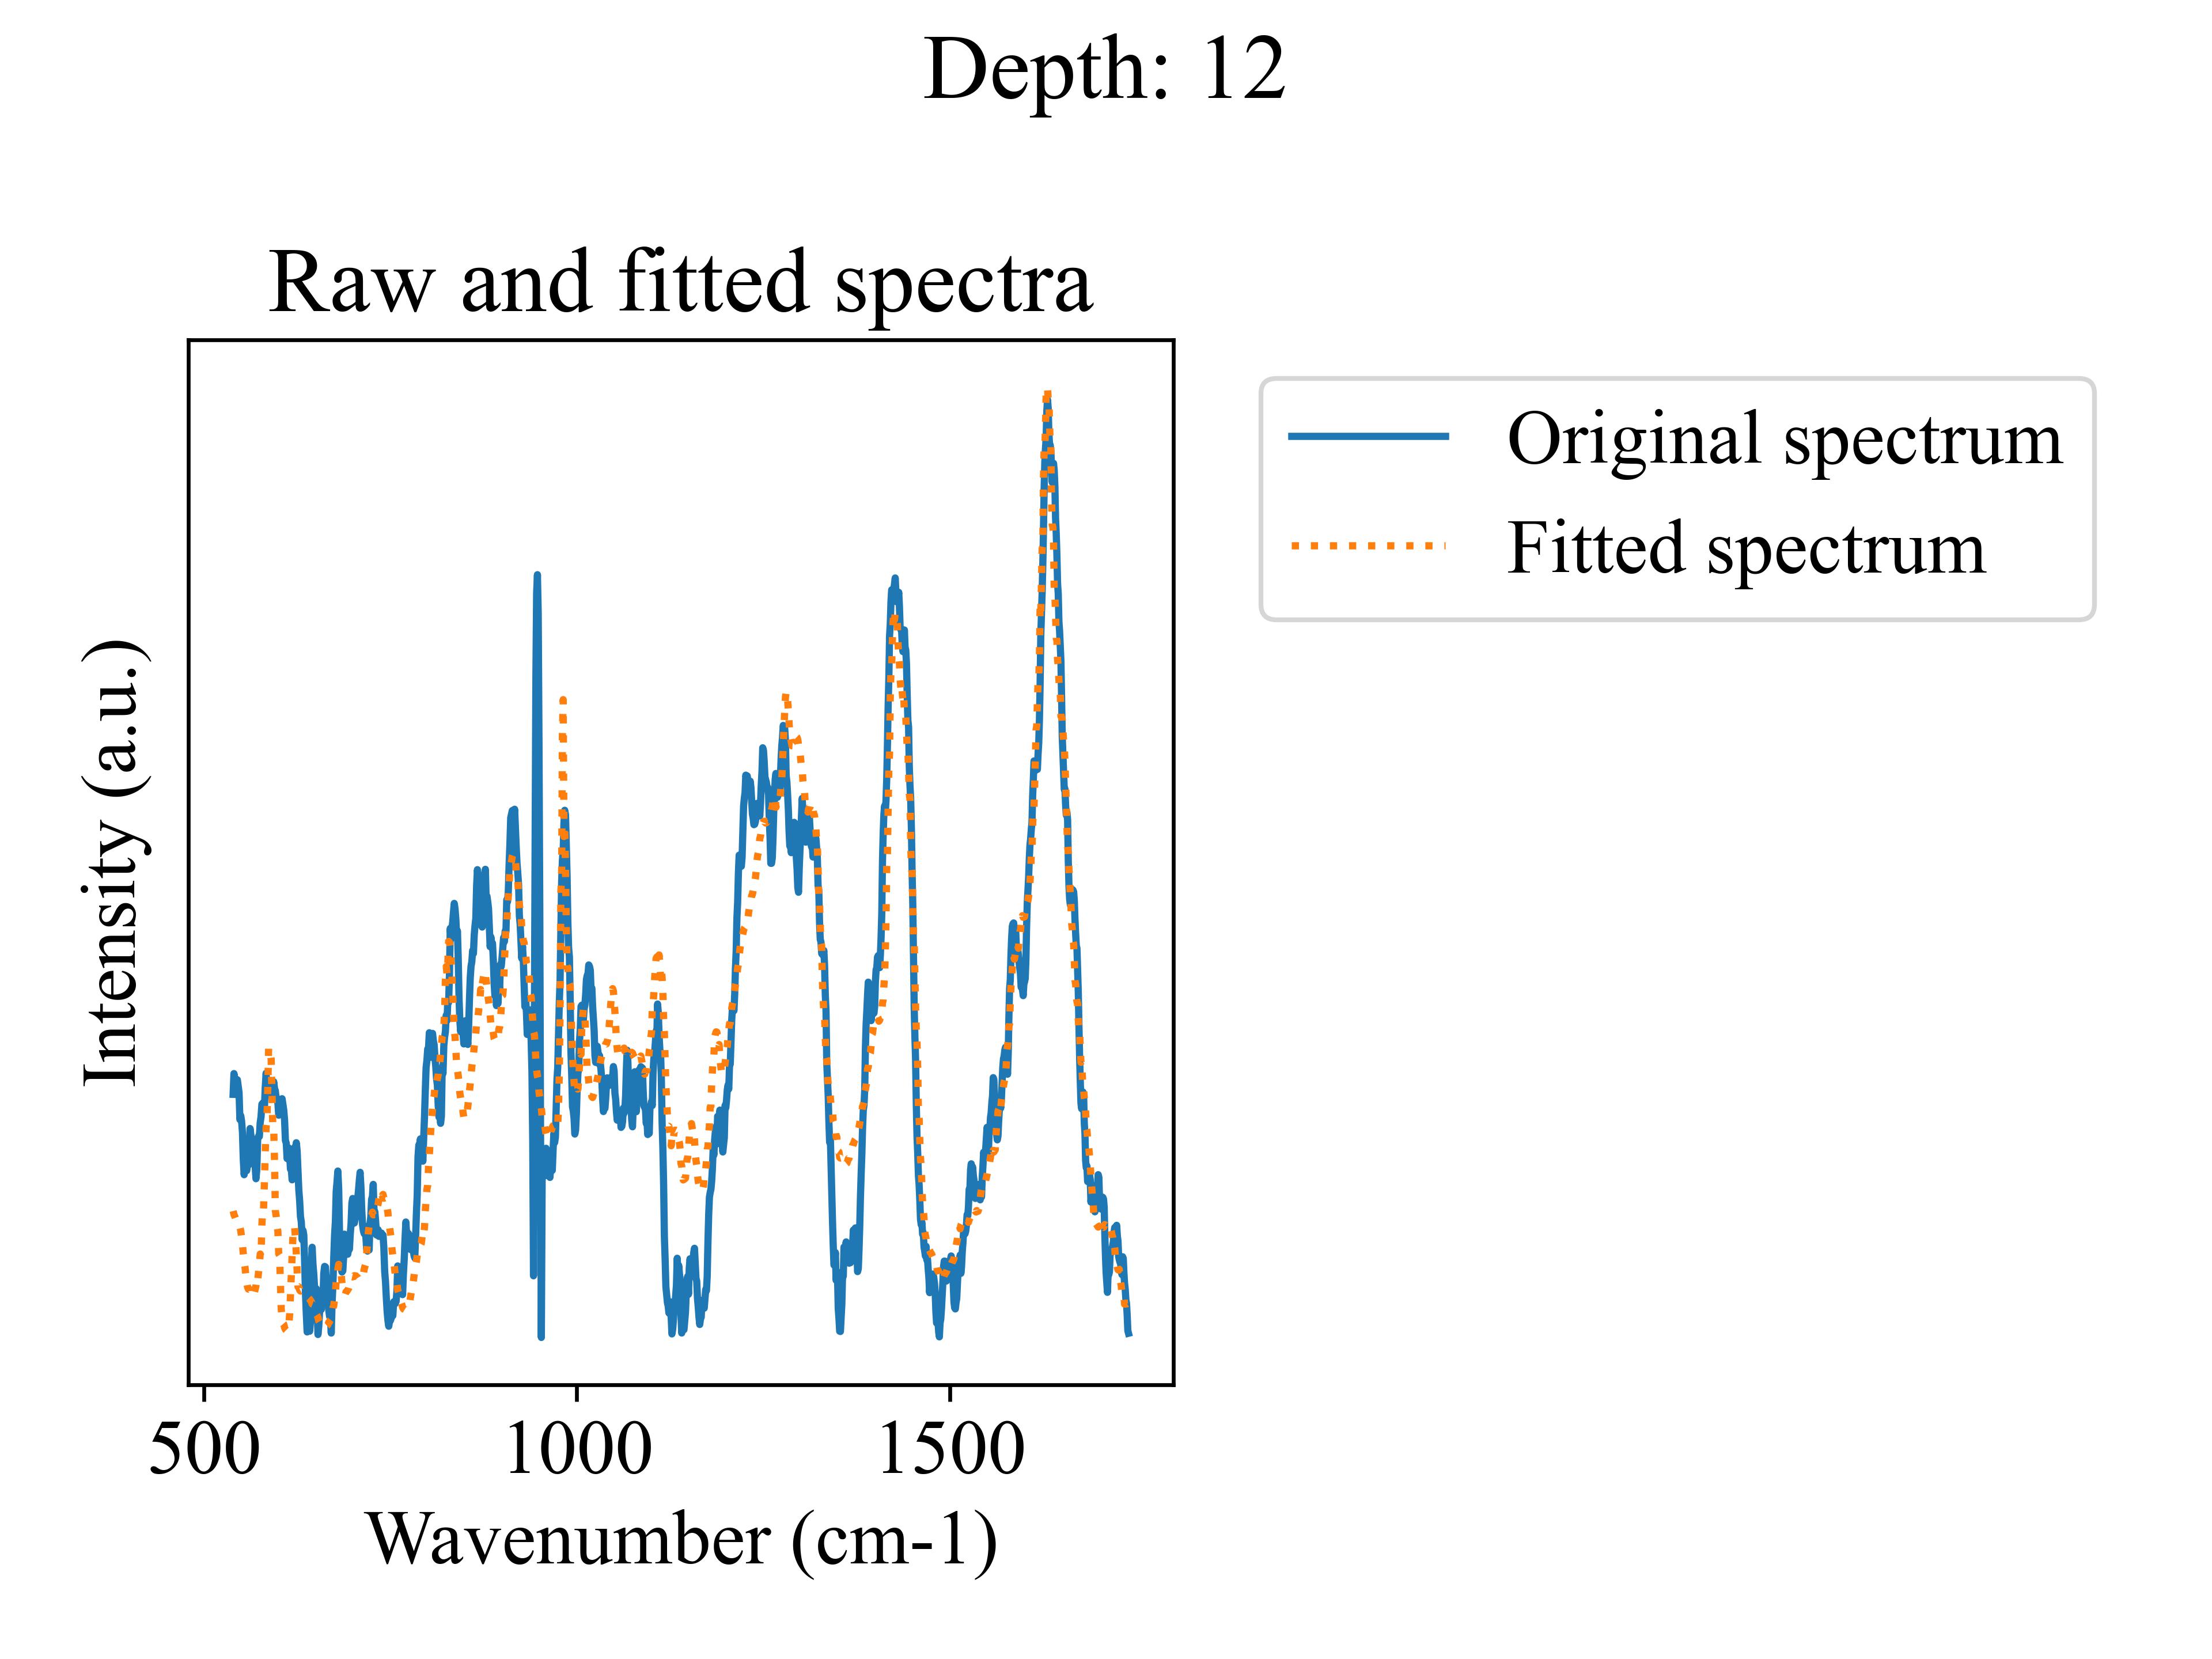 Depth: 12
Raw and fitted spectra
Original spectrum
Fitted spectrum
Intensity (a.u.)
500 1000 1500
Wavenumber (cm-1)